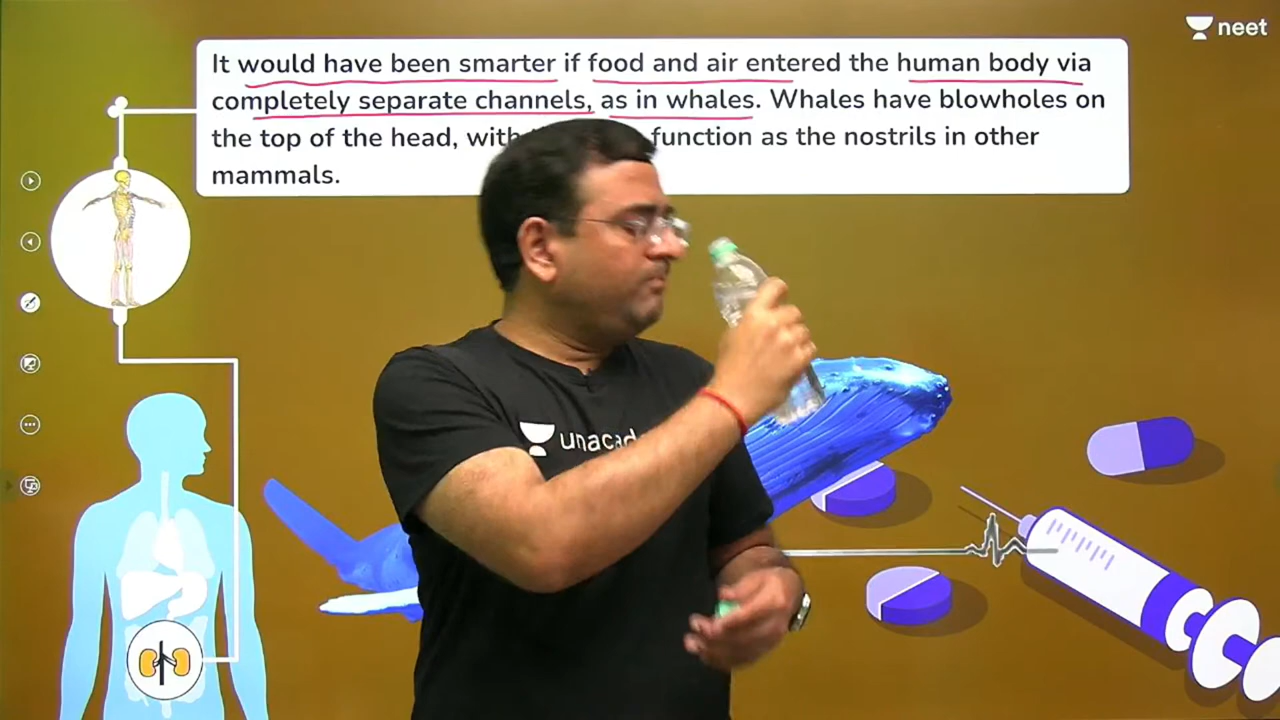 neet
It would have been smarter if food and air entered the human body via
completely separate channels, as in whales. Whales have blowholes on
the top of the head, with function as the nostrils in other
mammals.
unacad